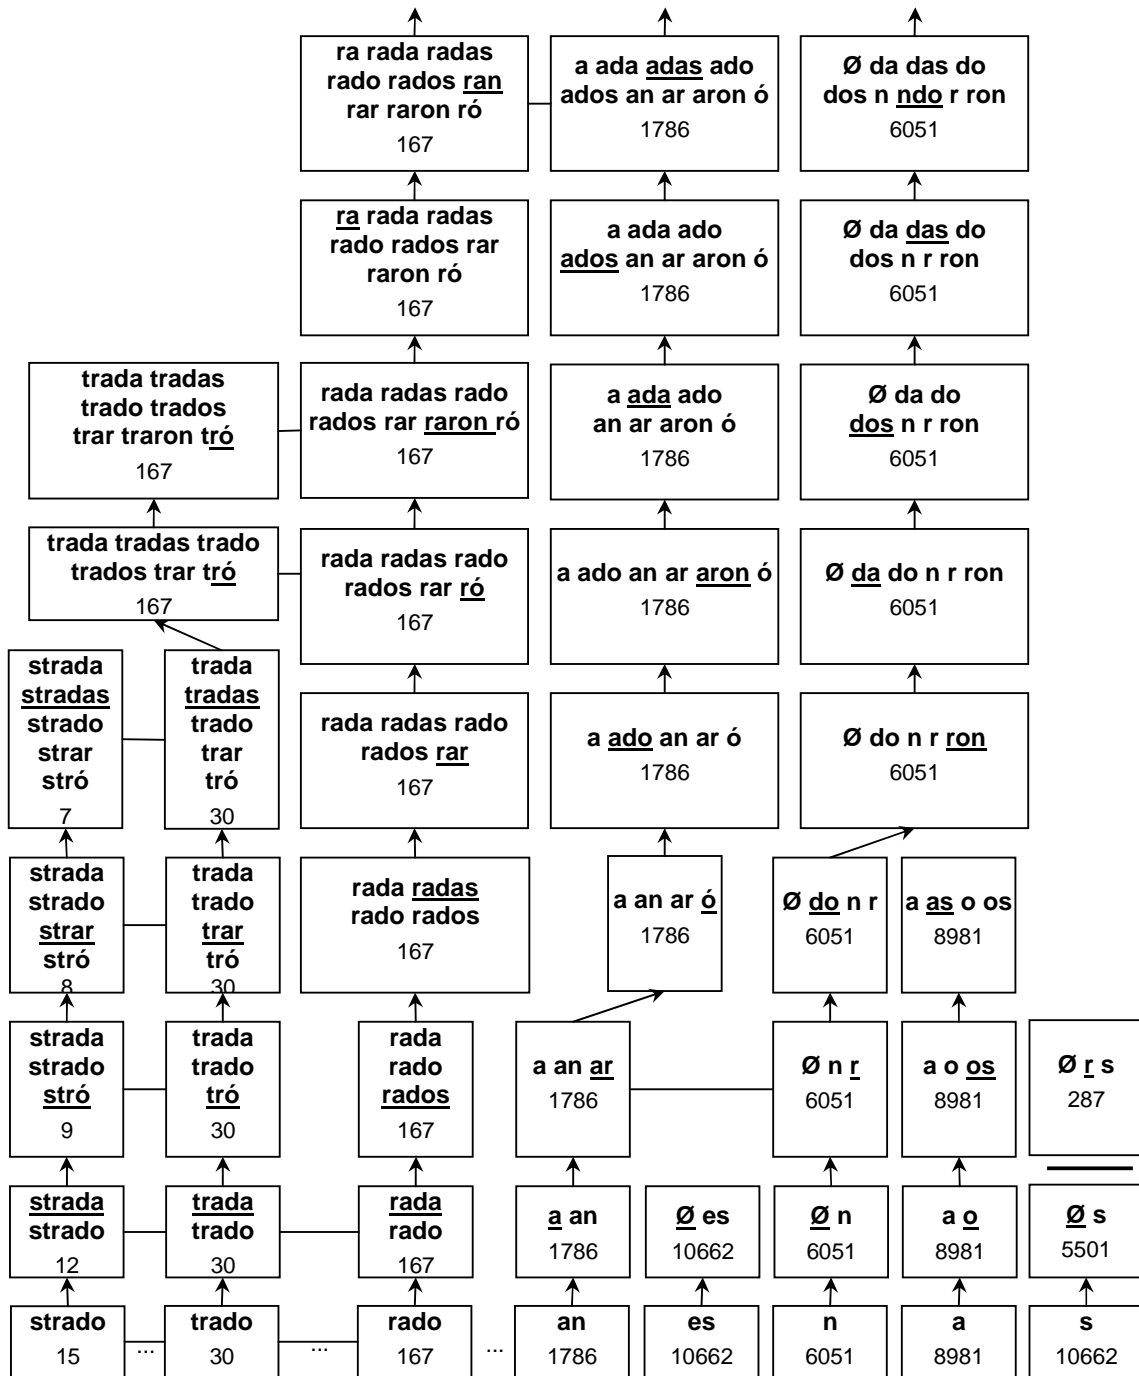 ra rada radas
rado rados ran
rar raron ró
167
a ada adas ado
ados an ar aron ó
1786
Ø da das do
dos n ndo r ron
6051
ra rada radas
rado rados rar
raron ró
167
a ada ado
ados an ar aron ó
1786
Ø da das do
dos n r ron
6051
trada tradas
trado trados
trar traron tró
167
rada radas rado
rados rar raron ró
167
a ada ado
an ar aron ó
1786
Ø da do
dos n r ron
6051
trada tradas trado
trados trar tró
167
rada radas rado
rados rar ró
167
a ado an ar aron ó
1786
Ø da do n r ron
6051
strada
stradas
strado
strar
stró
7
trada
tradas
trado
trar
tró
30
rada radas rado
rados rar
167
a ado an ar ó
1786
Ø do n r ron
6051
strada
strado
strar
stró
8
trada
trado
trar
tró
30
rada radas
rado rados
167
a an ar ó
1786
Ø do n r
6051
a as o os
8981
strada
strado
stró
9
trada
trado
tró
30
rada
rado
rados
167
a an ar
1786
Ø n r
6051
a o os
8981
Ø r s
287
strada
strado
12
trada
trado
30
rada
rado
167
a an
1786
Ø es
10662
Ø n
6051
a o
8981
Ø s
5501
strado
15
...
trado
30
...
rado
167
...
an
1786
es
10662
n
6051
a
8981
s
10662